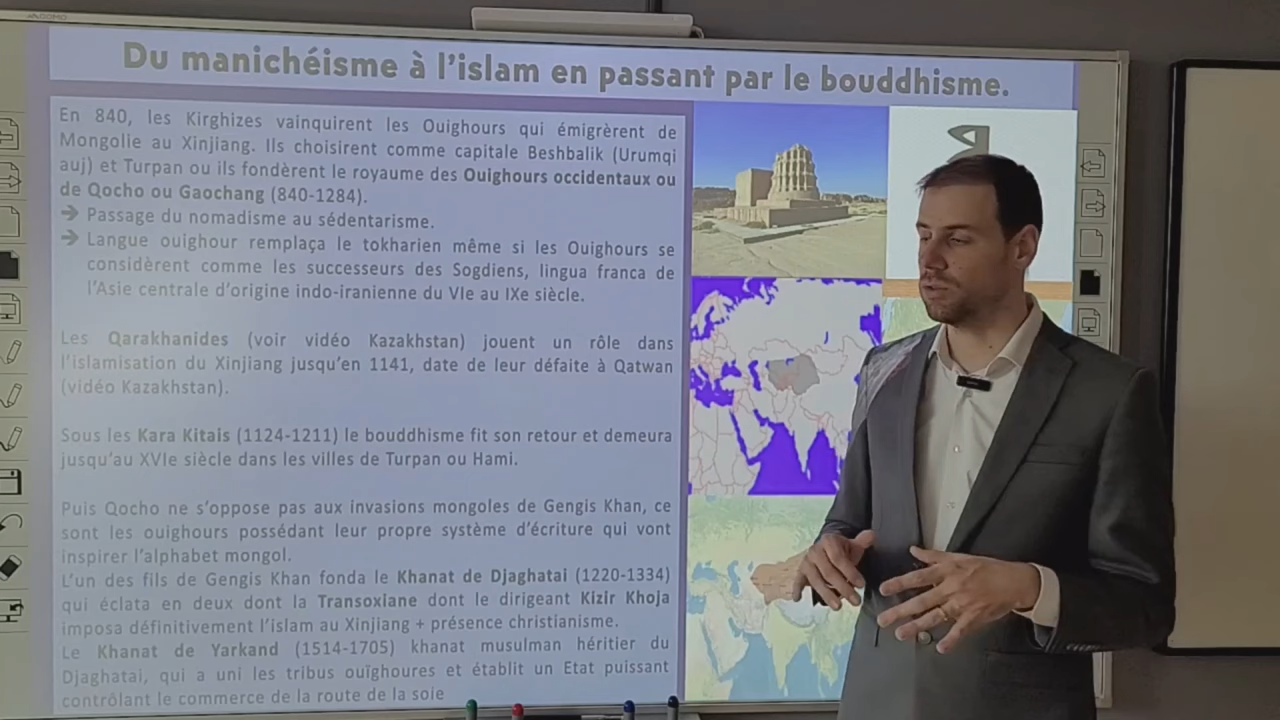 Du manichéisme à l'islam en passant par le bouddhisme.
En 840, les Kirghizes vainquirent les Ouighours qui émigrèrent de
Mongolie au Xinjiang. Ils choisirent comme capitale Beshbalik (Urumqi
auj) et Turpan ou ils fondèrent le royaume des Ouighours occidentaux ou
de Qocho ou Gaochang (840-1284).
➔ Passage du nomadisme au sédentarisme.
➔ Langue ouighour remplaça le tokharien même si les Ouighours se
considèrent comme les successeurs des Sogdiens, lingua franca de
l'Asie centrale d'origine indo-iranienne du VIe au IXe siècle.
Les Qarakhanides (voir vidéo Kazakhstan) jouent un rôle dans
l'islamisation du Xinjiang jusqu'en 1141, date de leur défaite à Qatwan
(vidéo Kazakhstan).
Sous les Kara Kitais (1124-1211) le bouddhisme fit son retour et demeura
jusqu'au XVIe siècle dans les villes de Turpan ou Hami.
Puis Qocho ne s'oppose pas aux invasions mongoles de Gengis Khan, ce
sont les ouighours possédant leur propre système d'écriture qui vont
inspirer l'alphabet mongol.
L'un des fils de Gengis Khan fonda le Khanat de Djaghatai (1220-1334)
qui éclata en deux dont la Transoxiane dont le dirigeant Kizir Khoja
imposa définitivement l'islam au Xinjiang + présence christianisme.
Le Khanat de Yarkand (1514-1705) khanat musulman héritier du
Djaghatai, qui a uni les tribus ouïghoures et établit un Etat puissant
contrôlant le commerce de la route de la soie